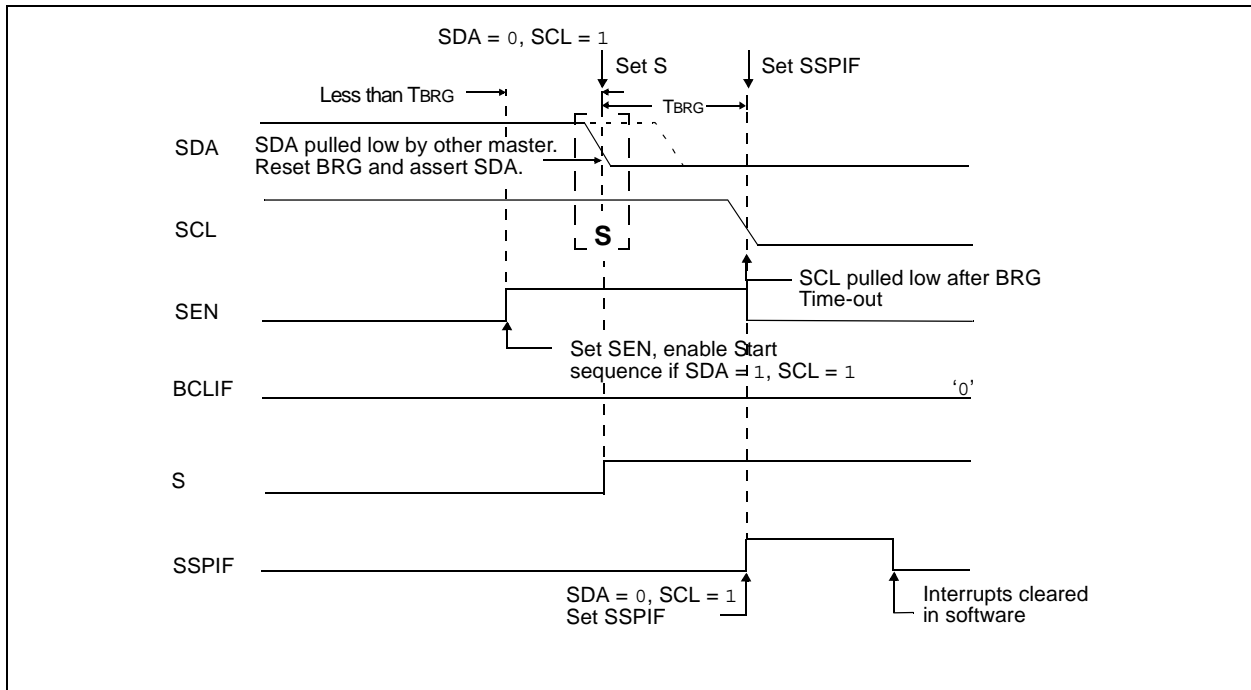 SDA = 0, SCL = 1
Set S
Set SSPIF
Less than TBRG
TBRG
SDA
SDA pulled low by other master.
Reset BRG and assert SDA.
SCL
S
SCL pulled low after BRG
Time-out
SEN
Set SEN, enable Start
sequence if SDA = 1, SCL = 1
BCLIF
‘0’
S
SSPIF
SDA = 0, SCL = 1
Set SSPIF
Interrupts cleared
in software